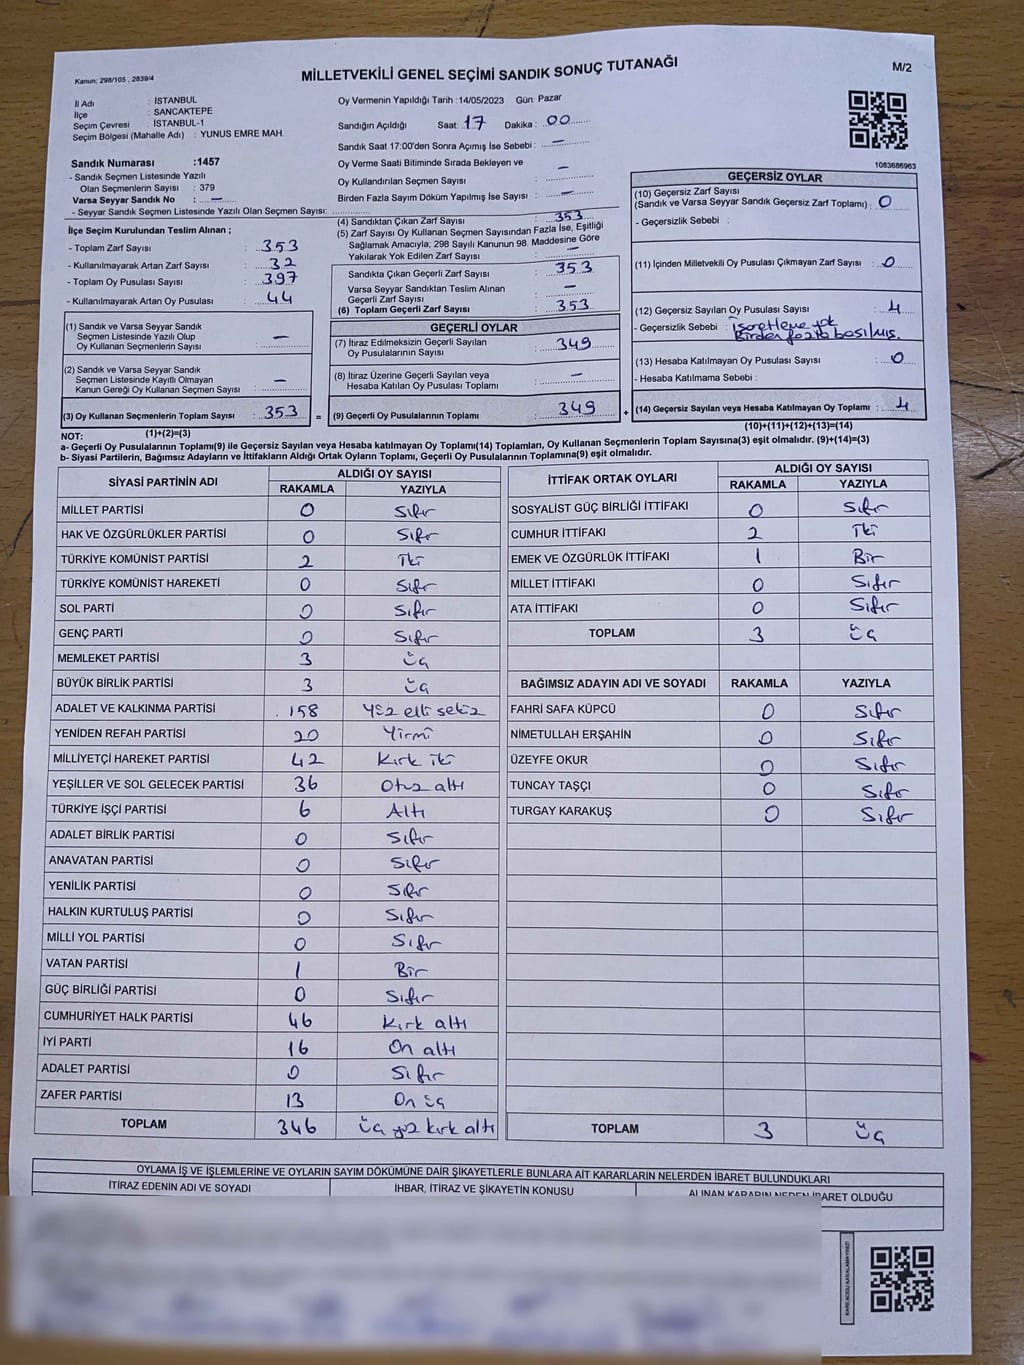 Kanun: 298/105 , 2839/4
MİLLETVEKİLİ GENEL SEÇİMİ SANDIK SONUÇ TUTANAĞI
M/2
İl Adı : İSTANBUL
İlçe : SANCAKTEPE
Seçim Çevresi : İSTANBUL-1
Seçim Bölgesi (Mahalle Adı) : YUNUS EMRE MAH.
Sandık Numarası :1457
- Sandık Seçmen Listesinde Yazılı
Olan Seçmenlerin Sayısı : 379
Varsa Seyyar Sandık No : —
- Seyyar Sandık Seçmen Listesinde Yazılı Olan Seçmen Sayısı:
İlçe Seçim Kurulundan Teslim Alınan ;
- Toplam Zarf Sayısı 353
- Kullanılmayarak Artan Zarf Sayısı 32
- Toplam Oy Pusulası Sayısı 397
- Kullanılmayarak Artan Oy Pusulası 44
(1) Sandık ve Varsa Seyyar Sandık
Seçmen Listesinde Yazılı Olup
Oy Kullanan Seçmenlerin Sayısı —
(2) Sandık ve Varsa Seyyar Sandık
Seçmen Listesinde Kayıtlı Olmayan
Kanun Gereği Oy Kullanan Seçmen Sayısı —
(3) Oy Kullanan Seçmenlerin Toplam Sayısı : 353 =
(1)+(2)=(3)
Oy Vermenin Yapıldığı Tarih :14/05/2023 Gün: Pazar
Sandığın Açıldığı Saat: 17 Dakika : 00
Sandık Saat 17:00'den Sonra Açımış İse Sebebi : —
Oy Verme Saati Bitiminde Sırada Bekleyen ve —
Oy Kullandırılan Seçmen Sayısı
Birden Fazla Sayım Döküm Yapılmış İse Sayısı : —
(4) Sandıktan Çıkan Zarf Sayısı : 353
(5) Zarf Sayısı Oy Kullanan Seçmen Sayısından Fazla İse, Eşitliği
Sağlamak Amacıyla; 298 Sayılı Kanunun 98. Maddesine Göre
Yakılarak Yok Edilen Zarf Sayısı —
Sandıkta Çıkan Geçerli Zarf Sayısı : 353
Varsa Seyyar Sandıktan Teslim Alınan
Geçerli Zarf Sayısı —
(6) Toplam Geçerli Zarf Sayısı : 353
GEÇERLİ OYLAR
(7) İtiraz Edilmeksizin Geçerli Sayılan
Oy Pusulalarının Sayısı : 349
(8) İtiraz Üzerine Geçerli Sayılan veya
Hesaba Katılan Oy Pusulası Toplamı —
(9) Geçerli Oy Pusulalarının Toplamı : 349 +
1083686963
GEÇERSİZ OYLAR
(10) Geçersiz Zarf Sayısı
(Sandık ve Varsa Seyyar Sandık Geçersiz Zarf Toplamı) : 0
- Geçersizlik Sebebi :
(11) İçinden Milletvekili Oy Pusulası Çıkmayan Zarf Sayısı : 0
(12) Geçersiz Sayılan Oy Pusulası Sayısı : 4
- Geçersizlik Sebebi : İşaretleme yok
Birden fazla basılmış.
(13) Hesaba Katılmayan Oy Pusulası Sayısı : 0
- Hesaba Katılmama Sebebi :
(14) Geçersiz Sayılan veya Hesaba Katılmayan Oy Toplamı : 4
(10)+(11)+(12)+(13)=(14)
NOT:
a- Geçerli Oy Pusulasının Toplamı(9) ile Geçersiz Sayılan veya Hesaba Katılmayan Oy Toplamı(14) Toplamları, Oy Kullanan Seçmenlerin Toplam Sayısına(3) eşit olmalıdır. (9)+(14)=(3)
b- Siyasi Partilerin, Bağımsız Adayların ve İttifakların Aldığı Ortak Oyların Toplamı, Geçerli Oy Pusulalarının Toplamına(9) eşit olmalıdır.
SİYASİ PARTİNİN ADI ALDIĞI OY SAYISI
RAKAMLA YAZIYLA
MİLLET PARTİSİ 0 Sıfır
HAK VE ÖZGÜRLÜKLER PARTİSİ 0 Sıfır
TÜRKİYE KOMÜNİST PARTİSİ 2 İki
TÜRKİYE KOMÜNİST HAREKETİ 0 Sıfır
SOL PARTİ 0 Sıfır
GENÇ PARTİ 0 Sıfır
MEMLEKET PARTİSİ 3 Üç
BÜYÜK BİRLİK PARTİSİ 3 Üç
ADALET VE KALKINMA PARTİSİ 158 Yüz elli sekiz
YENİDEN REFAH PARTİSİ 20 Yirmi
MİLLİYETÇİ HAREKET PARTİSİ 42 Kırk iki
YEŞİLLER VE SOL GELECEK PARTİSİ 36 Otuz altı
TÜRKİYE İŞÇİ PARTİSİ 6 Altı
ADALET BİRLİK PARTİSİ 0 Sıfır
ANAVATAN PARTİSİ 0 Sıfır
YENİLİK PARTİSİ 0 Sıfır
HALKIN KURTULUŞ PARTİSİ 0 Sıfır
MİLLİ YOL PARTİSİ 0 Sıfır
VATAN PARTİSİ 1 Bir
GÜÇ BİRLİĞİ PARTİSİ 0 Sıfır
CUMHURİYET HALK PARTİSİ 46 Kırk altı
İYİ PARTİ 16 On altı
ADALET PARTİSİ 0 Sıfır
ZAFER PARTİSİ 13 On üç
TOPLAM 346 Üç yüz kırk altı
İTTİFAK ORTAK OYLARI ALDIĞI OY SAYISI
RAKAMLA YAZIYLA
SOSYALİST GÜÇ BİRLİĞİ İTTİFAKI 0 Sıfır
CUMHUR İTTİFAKI 2 İki
EMEK VE ÖZGÜRLÜK İTTİFAKI 1 Bir
MİLLET İTTİFAKI 0 Sıfır
ATA İTTİFAKI 0 Sıfır
TOPLAM 3 Üç
BAĞIMSIZ ADAYIN ADI VE SOYADI RAKAMLA YAZIYLA
FAHRİ SAFA KÜPCÜ 0 Sıfır
NİMETULLAH ERŞAHİN 0 Sıfır
ÜZEYFE OKUR 0 Sıfır
TUNCAY TAŞÇI 0 Sıfır
TURGAY KARAKUŞ 0 Sıfır
TOPLAM 3 Üç
OYLAMA İŞ VE İŞLEMLERİNE VE OYLARIN SAYIM DÖKÜMÜNE DAİR ŞİKAYETLERLE BUNLARA AİT KARARLARIN NELERDEN İBARET BULUNDUKLARI
İTİRAZ EDENİN ADI VE SOYADI İHBAR, İTİRAZ VE ŞİKAYETİN KONUSU ALINAN KARARIN NEDEN İBARET OLDUĞU